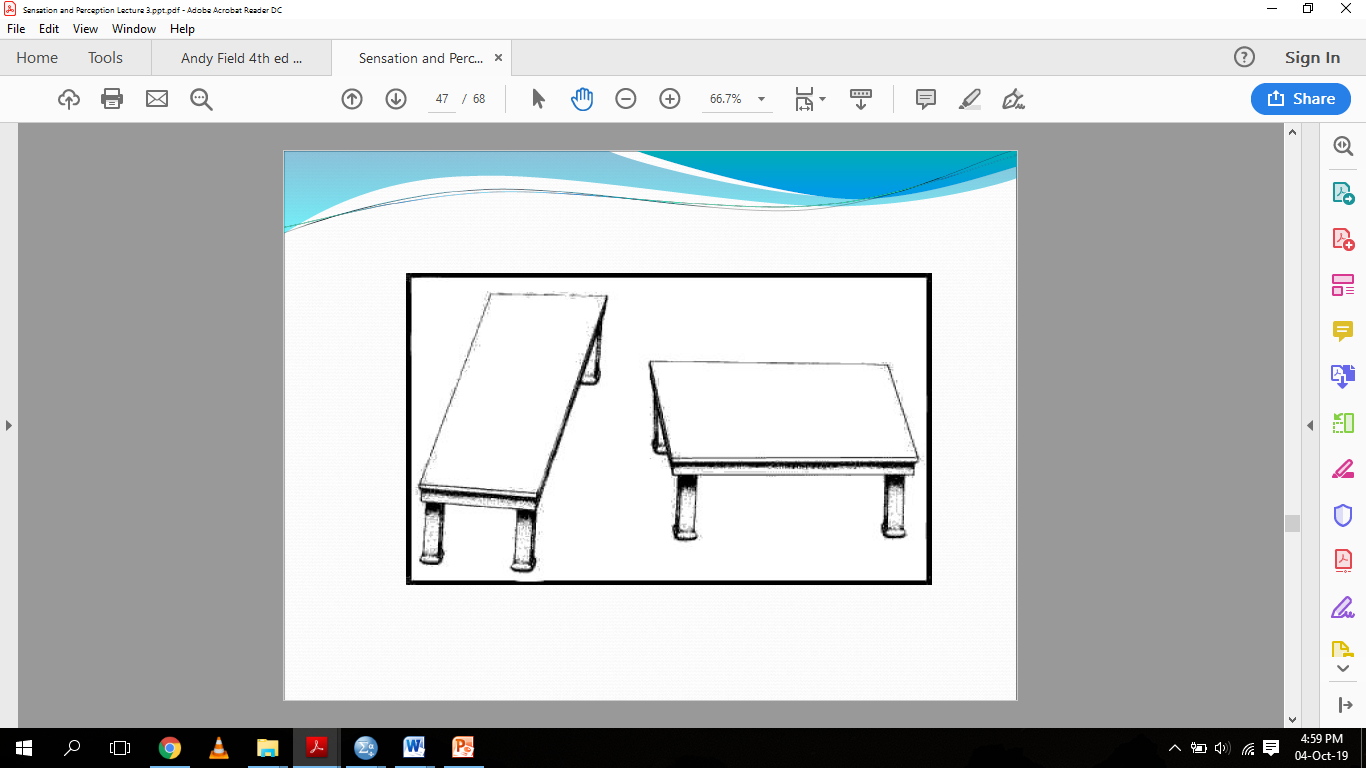 Sensation and Perception Lecture 3.ppt.pdf - Adobe Acrobat Reader DC
File Edit View Window Help
Home Tools Andy Field 4th ed ... Sensation and Perc... Sign In
47 / 68 66.7% Share
4:59 PM
04-Oct-19